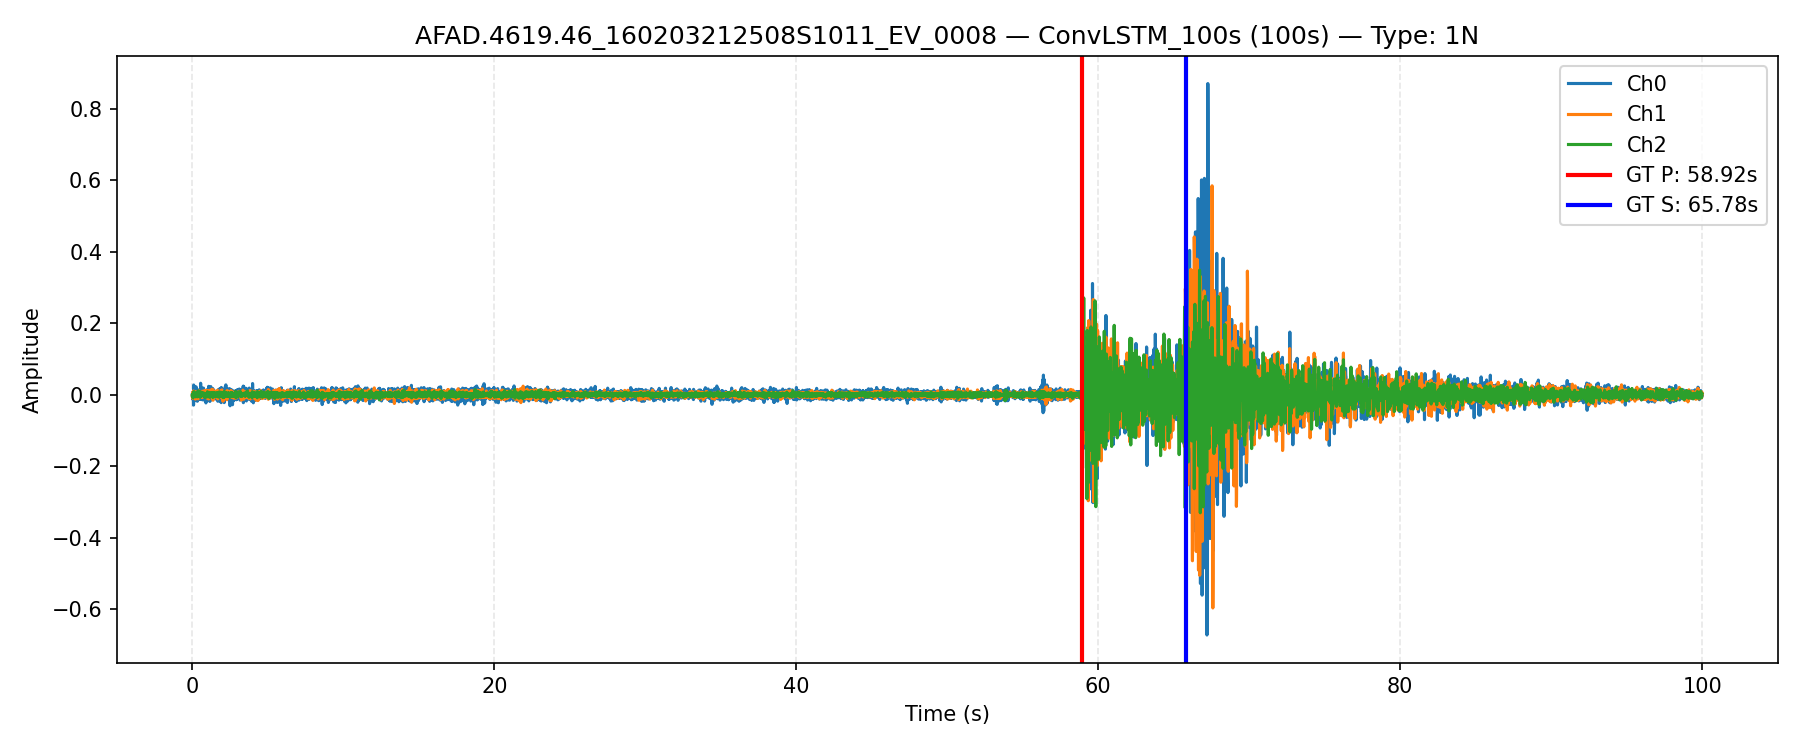 AFAD.4619.46_160203212508S1011_EV_0008 — ConvLSTM_100s (100s) — Type: 1N
Ch0
Ch1
Ch2
GT P: 58.92s
GT S: 65.78s
Amplitude
0.8
0.6
0.4
0.2
0.0
−0.2
−0.4
−0.6
0
20
40
60
80
100
Time (s)